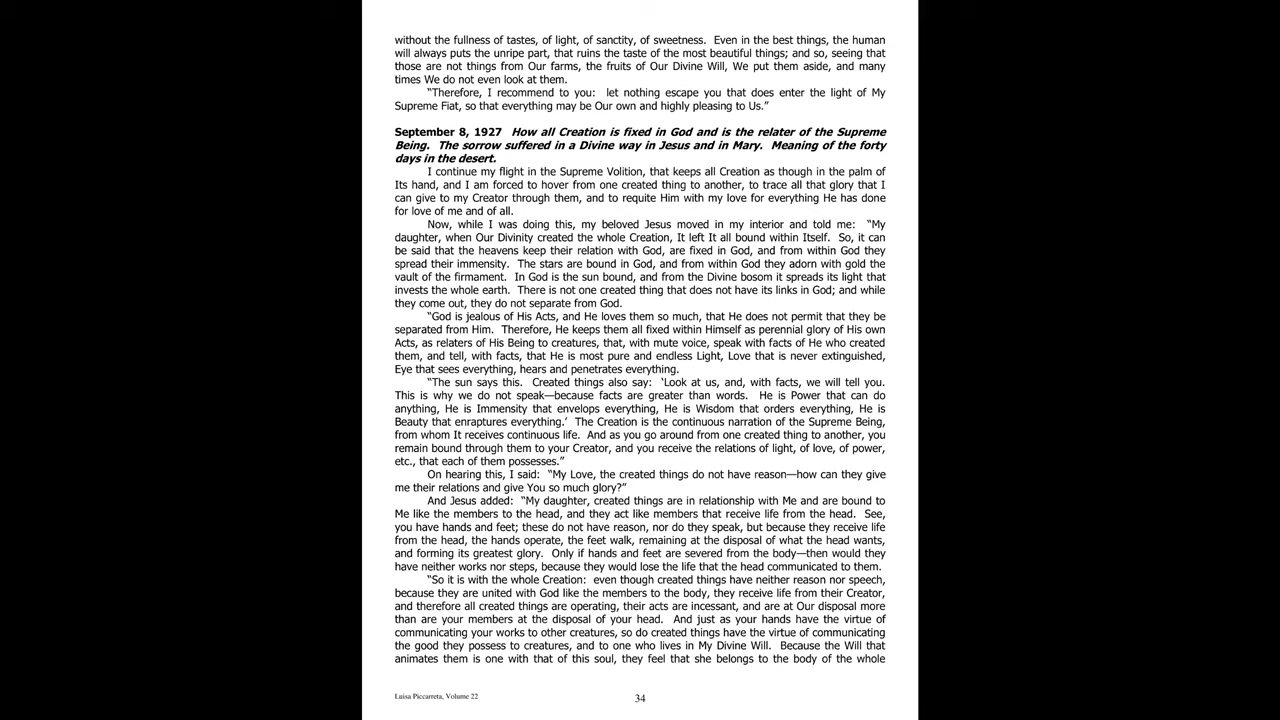 without the fullness of tastes, of light, of sanctity, of sweetness.  Even in the best things, the human
will always puts the unripe part, that ruins the taste of the most beautiful things; and so, seeing that
those are not things from Our farms, the fruits of Our Divine Will, We put them aside, and many
times We do not even look at them.
“Therefore, I recommend to you:  let nothing escape you that does enter the light of My
Supreme Fiat, so that everything may be Our own and highly pleasing to Us.”
September 8, 1927  How all Creation is fixed in God and is the relater of the Supreme
Being.  The sorrow suffered in a Divine way in Jesus and in Mary.  Meaning of the forty
days in the desert.
I continue my flight in the Supreme Volition, that keeps all Creation as though in the palm of
Its hand, and I am forced to hover from one created thing to another, to trace all that glory that I
can give to my Creator through them, and to requite Him with my love for everything He has done
for love of me and of all.
Now, while I was doing this, my beloved Jesus moved in my interior and told me:  “My
daughter, when Our Divinity created the whole Creation, It left It all bound within Itself.  So, it can
be said that the heavens keep their relation with God, are fixed in God, and from within God they
spread their immensity.  The stars are bound in God, and from within God they adorn with gold the
vault of the firmament.  In God is the sun bound, and from the Divine bosom it spreads its light that
invests the whole earth.  There is not one created thing that does not have its links in God; and while
they come out, they do not separate from God.
“God is jealous of His Acts, and He loves them so much, that He does not permit that they be
separated from Him.  Therefore, He keeps them all fixed within Himself as perennial glory of His own
Acts, as relaters of His Being to creatures, that, with mute voice, speak with facts of He who created
them, and tell, with facts, that He is most pure and endless Light, Love that is never extinguished,
Eye that sees everything, hears and penetrates everything.
“The sun says this.  Created things also say:  ‘Look at us, and, with facts, we will tell you.
This is why we do not speak—because facts are greater than words.  He is Power that can do
anything, He is Immensity that envelops everything, He is Wisdom that orders everything, He is
Beauty that enraptures everything.’  The Creation is the continuous narration of the Supreme Being,
from whom It receives continuous life.  And as you go around from one created thing to another, you
remain bound through them to your Creator, and you receive the relations of light, of love, of power,
etc., that each of them possesses.”
On hearing this, I said:  “My Love, the created things do not have reason—how can they give
me their relations and give You so much glory?”
And Jesus added:  “My daughter, created things are in relationship with Me and are bound to
Me like the members to the head, and they act like members that receive life from the head.  See,
you have hands and feet; these do not have reason, nor do they speak, but because they receive life
from the head, the hands operate, the feet walk, remaining at the disposal of what the head wants,
and forming its greatest glory.  Only if hands and feet are severed from the body—then would they
have neither works nor steps, because they would lose the life that the head communicated to them.
“So it is with the whole Creation:  even though created things have neither reason nor speech,
because they are united with God like the members to the body, they receive life from their Creator,
and therefore all created things are operating, their acts are incessant, and are at Our disposal more
than are your members at the disposal of your head.  And just as your hands have the virtue of
communicating your works to other creatures, so do created things have the virtue of communicating
the good they possess to creatures, and to one who lives in My Divine Will.  Because the Will that
animates them is one with that of this soul, they feel that she belongs to the body of the whole
Luisa Piccarreta, Volume 22
34